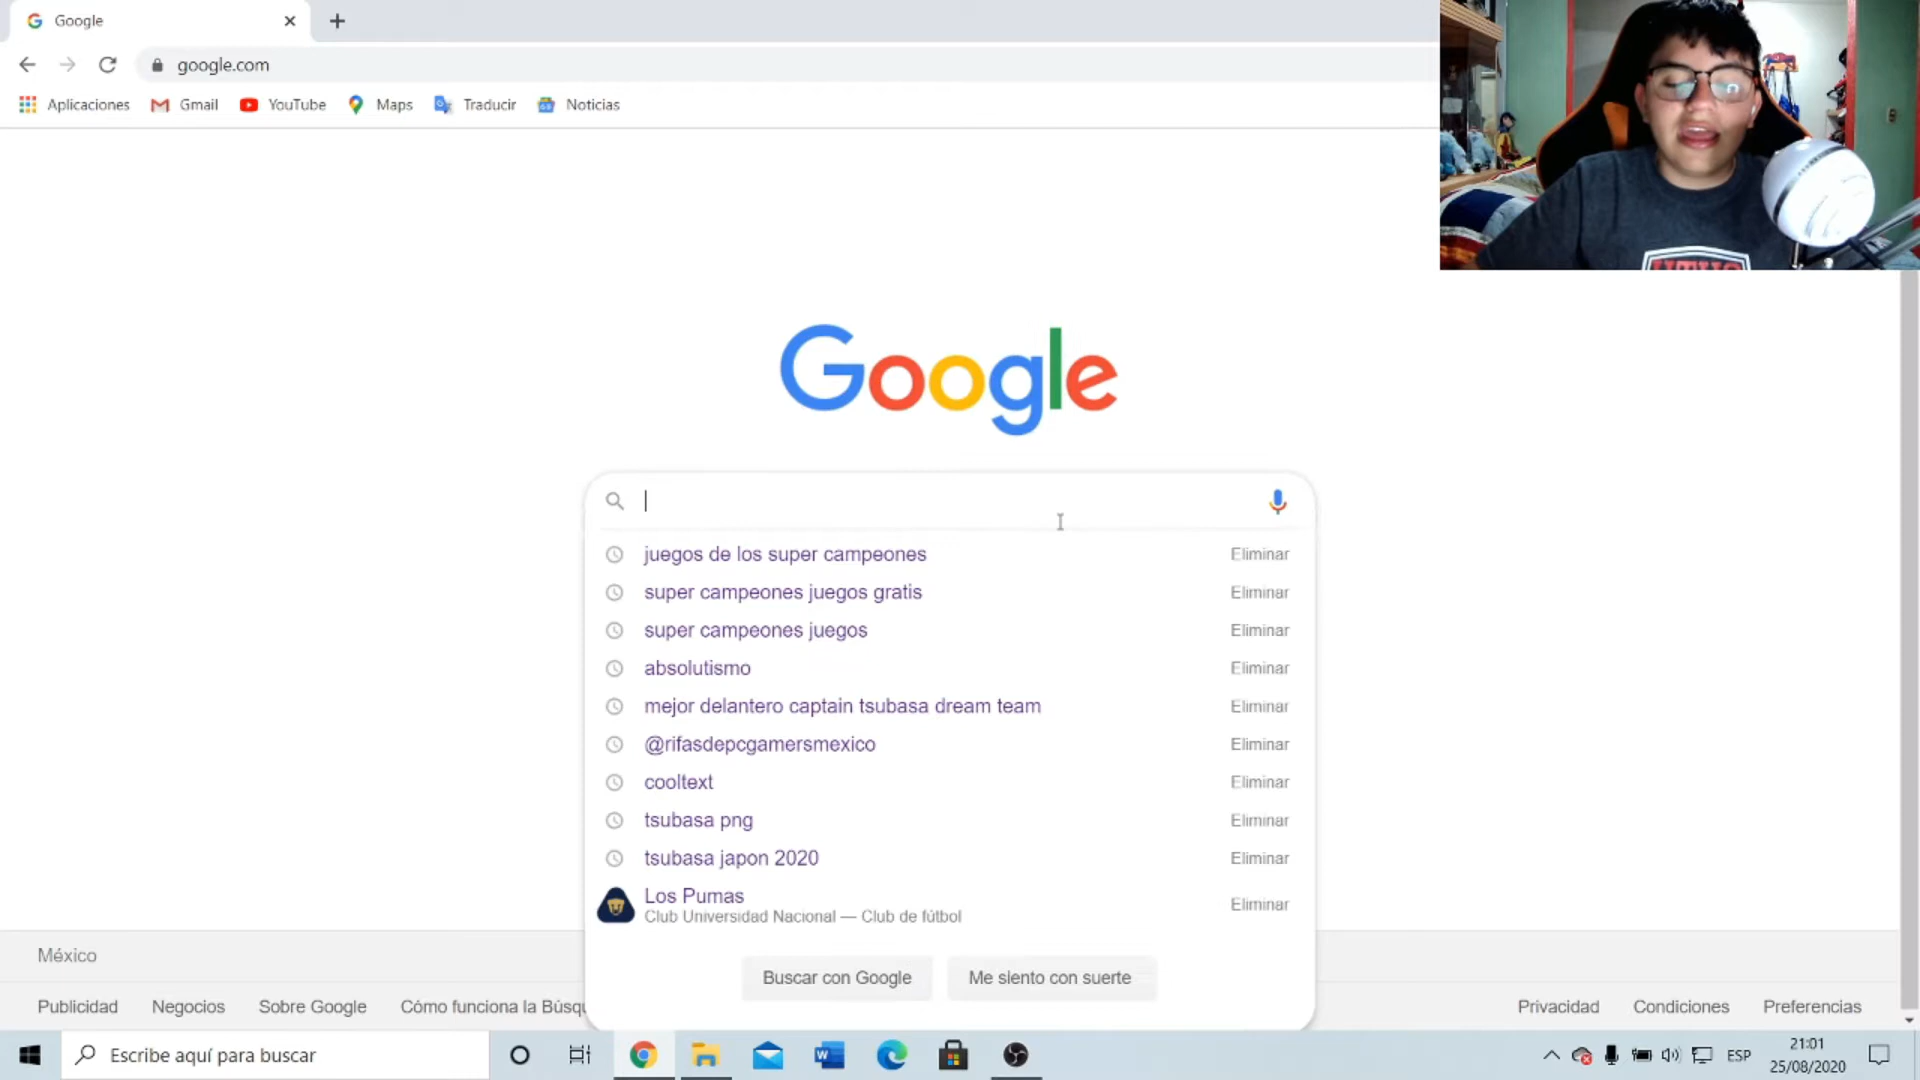 Google
google.com
Aplicaciones Gmail YouTube Maps Traducir Noticias
Google
juegos de los super campeones Eliminar
super campeones juegos gratis Eliminar
super campeones juegos Eliminar
absolutismo Eliminar
mejor delantero captain tsubasa dream team Eliminar
@rifasdepcgamersmexico Eliminar
cooltext Eliminar
tsubasa png Eliminar
tsubasa japon 2020 Eliminar
Los Pumas
Club Universidad Nacional — Club de fútbol Eliminar
Buscar con Google Me siento con suerte
México
Publicidad Negocios Sobre Google Cómo funciona la Búsqu Privacidad Condiciones Preferencias
Escribe aquí para buscar
ESP
21:01
25/08/2020